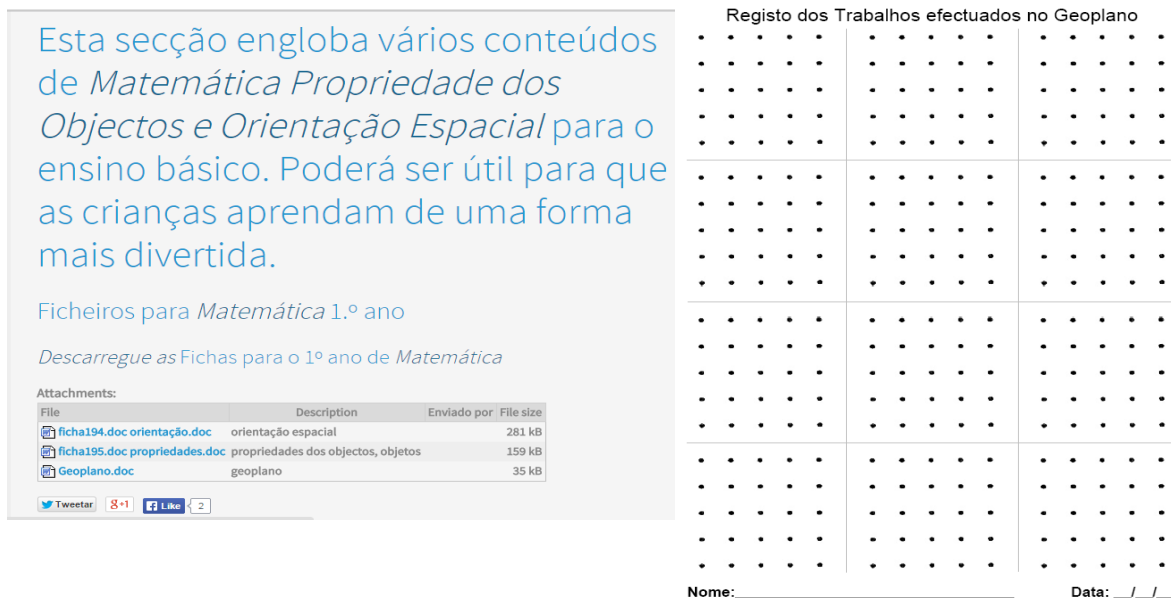 Esta secção engloba vários conteúdos
de Matemática Propriedade dos
Objectos e Orientação Espacial para o
ensino básico. Poderá ser útil para que
as crianças aprendam de uma forma
mais divertida.
Ficheiros para Matemática 1.º ano
Descarregue as Fichas para o 1º ano de Matemática
Attachments:
File Description Enviado por File size
ficha194.doc orientação.doc orientação espacial 281 kB
ficha195.doc propriedades.doc propriedades dos objectos, objetos 159 kB
Geoplano.doc geoplano 35 kB
Tweetar g+1 Like 2
Registo dos Trabalhos efectuados no Geoplano
Nome:______________________________ Data: __/__/__